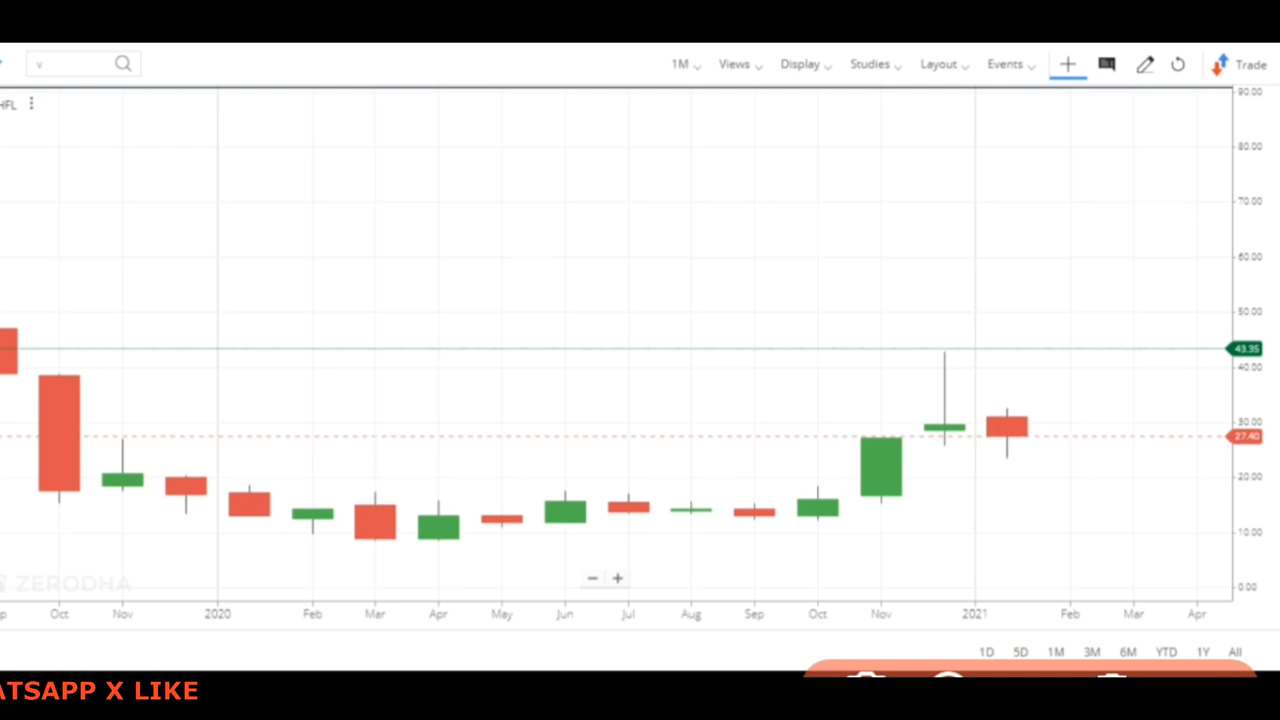 v
1M Views Display Studies Layout Events Trade
HFL
90.00
80.00
70.00
60.00
50.00
43.35
40.00
30.00
27.40
20.00
10.00
0.00
ZERODHA
Oct Nov 2020 Feb Mar Apr May Jun Jul Aug Sep Oct Nov 2021 Feb Mar Apr
1D 5D 1M 3M 6M YTD 1Y All
ATSAPP X LIKE